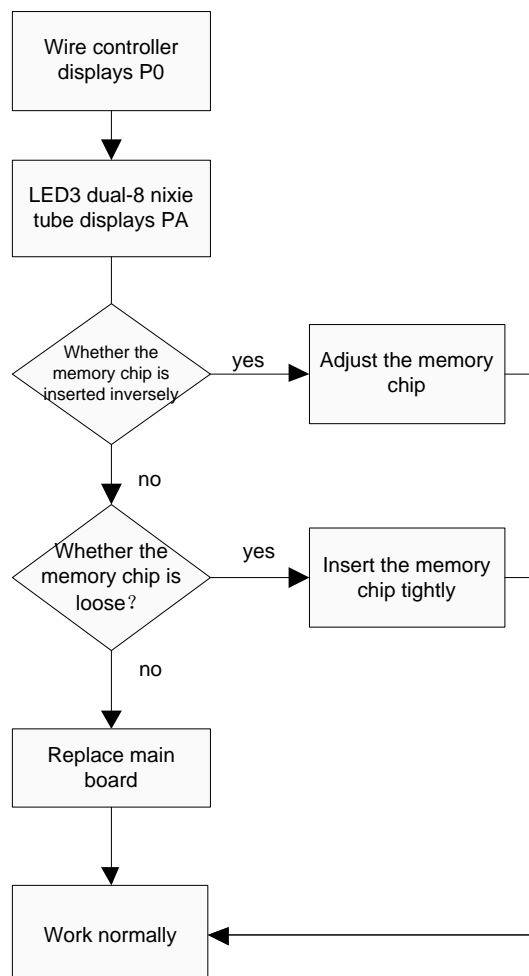 Wire controller
displays P0
LED3 dual-8 nixie
tube displays PA
Whether the
memory chip is
inserted inversely
yes
Adjust the memory
chip
no
Whether the
memory chip is
loose？
yes
Insert the memory
chip tightly
no
Replace main
board
Work normally